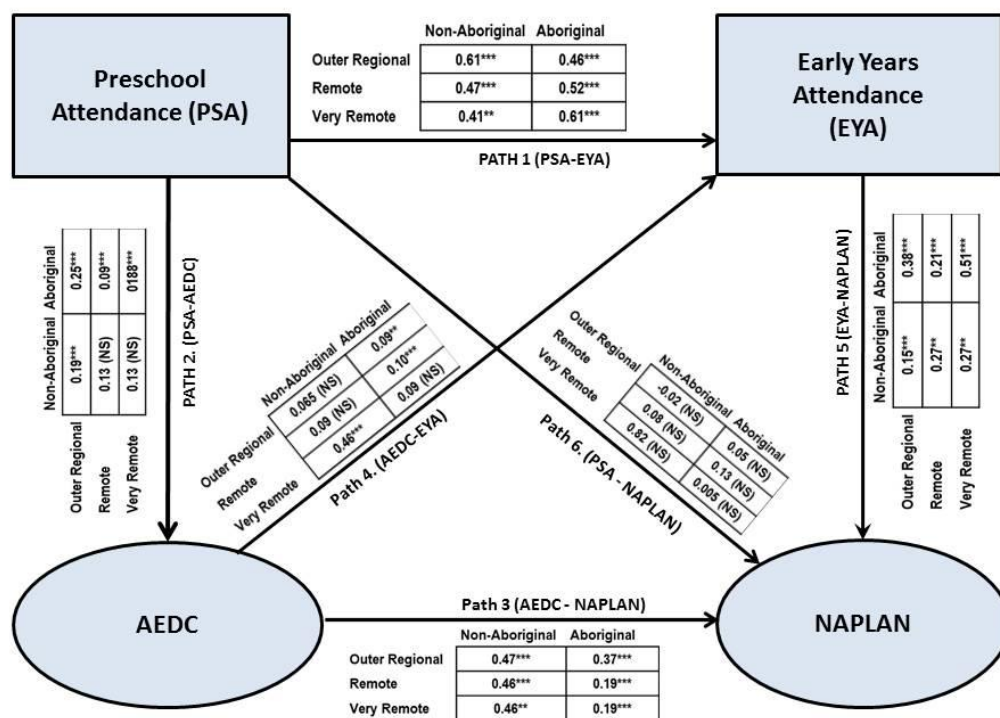 Preschool
Attendance (PSA)
Non-Aboriginal Aboriginal
Outer Regional 0.61*** 0.46***
Remote 0.47*** 0.52***
Very Remote 0.41** 0.61***
PATH 1 (PSA-EYA)
Early Years
Attendance
(EYA)
Non-Aboriginal Aboriginal
Outer Regional 0.19*** 0.25***
Remote 0.13 (NS) 0.09***
Very Remote 0.13 (NS) 0188***
PATH 2. (PSA-AEDC)
Non-Aboriginal Aboriginal
Outer Regional 0.065 (NS) 0.09**
Remote 0.09 (NS) 0.10***
Very Remote 0.46*** 0.09 (NS)
Path 4. (AEDC-EYA)
Non-Aboriginal Aboriginal
Outer Regional -0.02 (NS) 0.05 (NS)
Remote 0.08 (NS) 0.13 (NS)
Very Remote 0.82 (NS) 0.005 (NS)
Path 6. (PSA - NAPLAN)
PATH 5 (EYA-NAPLAN)
Non-Aboriginal Aboriginal
Outer Regional 0.15*** 0.38***
Remote 0.27** 0.21***
Very Remote 0.27** 0.51***
AEDC
Path 3 (AEDC - NAPLAN)
Non-Aboriginal Aboriginal
Outer Regional 0.47*** 0.37***
Remote 0.46*** 0.19***
Very Remote 0.46** 0.19***
NAPLAN